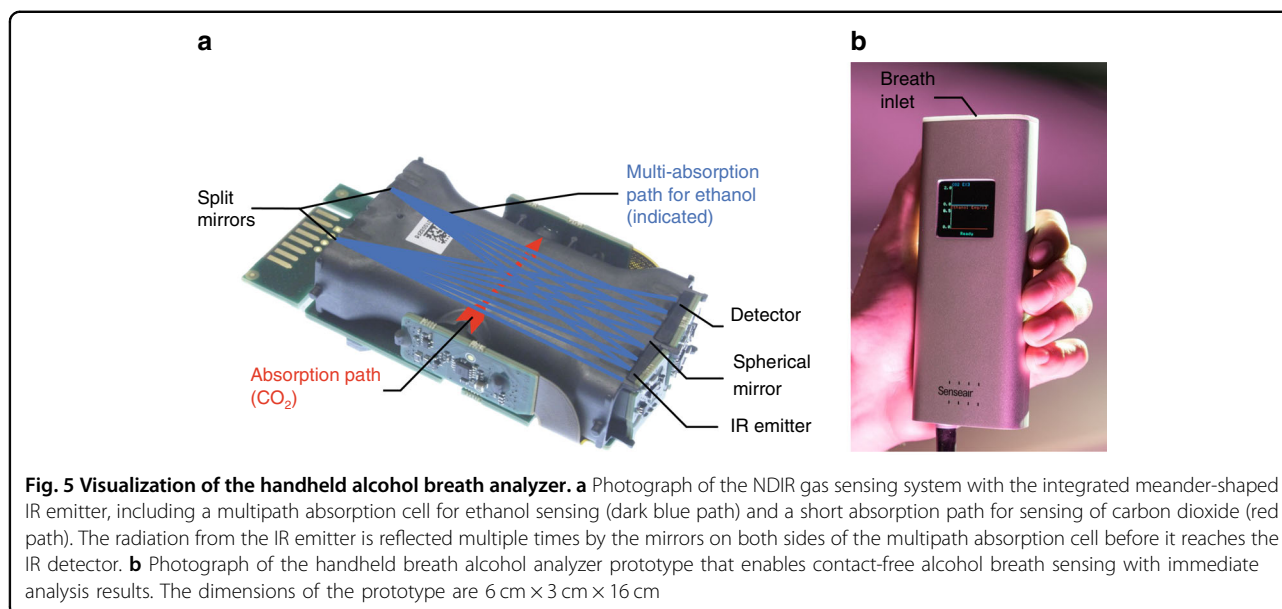 a
b
Breath
inlet
Split
mirrors
Multi-absorption
path for ethanol
(indicated)
Detector
Spherical
mirror
IR emitter
Absorption path
(CO₂)
Senseair
Fig. 5 Visualization of the handheld alcohol breath analyzer. a Photograph of the NDIR gas sensing system with the integrated meander-shaped
IR emitter, including a multipath absorption cell for ethanol sensing (dark blue path) and a short absorption path for sensing of carbon dioxide (red
path). The radiation from the IR emitter is reflected multiple times by the mirrors on both sides of the multipath absorption cell before it reaches the
IR detector. b Photograph of the handheld breath alcohol analyzer prototype that enables contact-free alcohol breath sensing with immediate
analysis results. The dimensions of the prototype are 6 cm × 3 cm × 16 cm